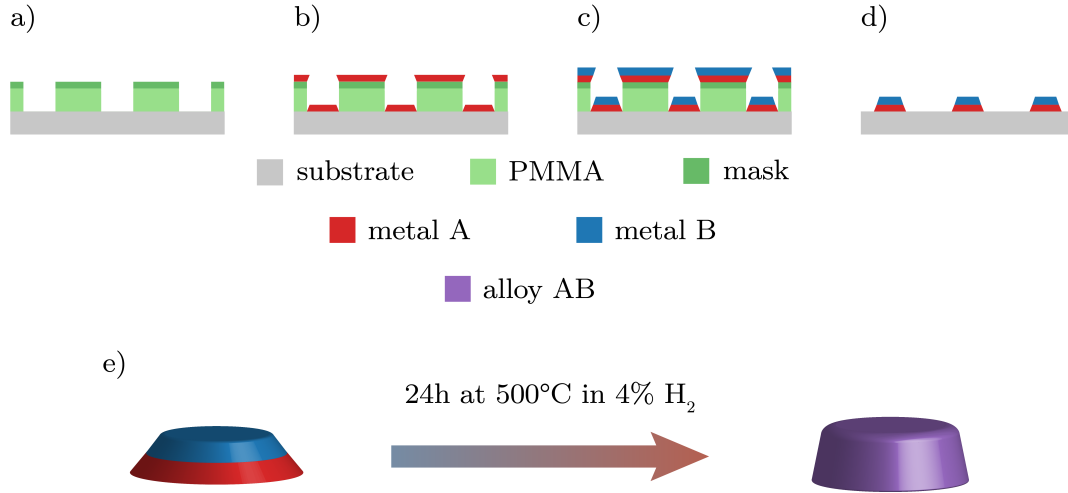 a) b) c) d)
substrate PMMA mask
metal A metal B
alloy AB
e)
24h at 500°C in 4% H₂